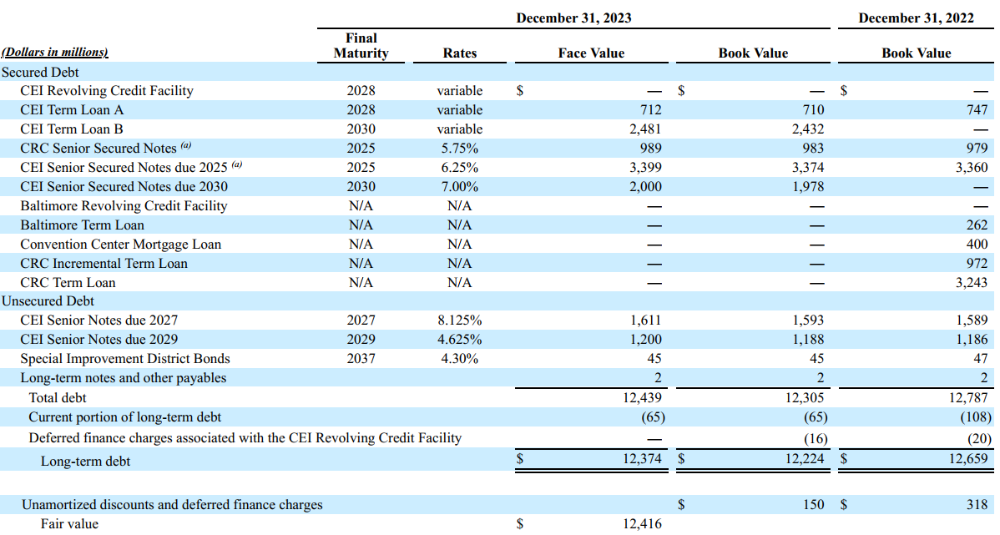 December 31, 2023 December 31, 2022
(Dollars in millions) Final Maturity Rates Face Value Book Value Book Value
Secured Debt
CEI Revolving Credit Facility 2028 variable $ — $ — $ —
CEI Term Loan A 2028 variable 712 710 747
CEI Term Loan B 2030 variable 2,481 2,432 —
CRC Senior Secured Notes (a) 2025 5.75% 989 983 979
CEI Senior Secured Notes due 2025 (a) 2025 6.25% 3,399 3,374 3,360
CEI Senior Secured Notes due 2030 2030 7.00% 2,000 1,978 —
Baltimore Revolving Credit Facility N/A N/A — — —
Baltimore Term Loan N/A N/A — — 262
Convention Center Mortgage Loan N/A N/A — — 400
CRC Incremental Term Loan N/A N/A — — 972
CRC Term Loan N/A N/A — — 3,243
Unsecured Debt
CEI Senior Notes due 2027 2027 8.125% 1,611 1,593 1,589
CEI Senior Notes due 2029 2029 4.625% 1,200 1,188 1,186
Special Improvement District Bonds 2037 4.30% 45 45 47
Long-term notes and other payables 2 2 2
Total debt 12,439 12,305 12,787
Current portion of long-term debt (65) (65) (108)
Deferred finance charges associated with the CEI Revolving Credit Facility — (16) (20)
Long-term debt $ 12,374 $ 12,224 $ 12,659
Unamortized discounts and deferred finance charges $ 150 $ 318
Fair value $ 12,416